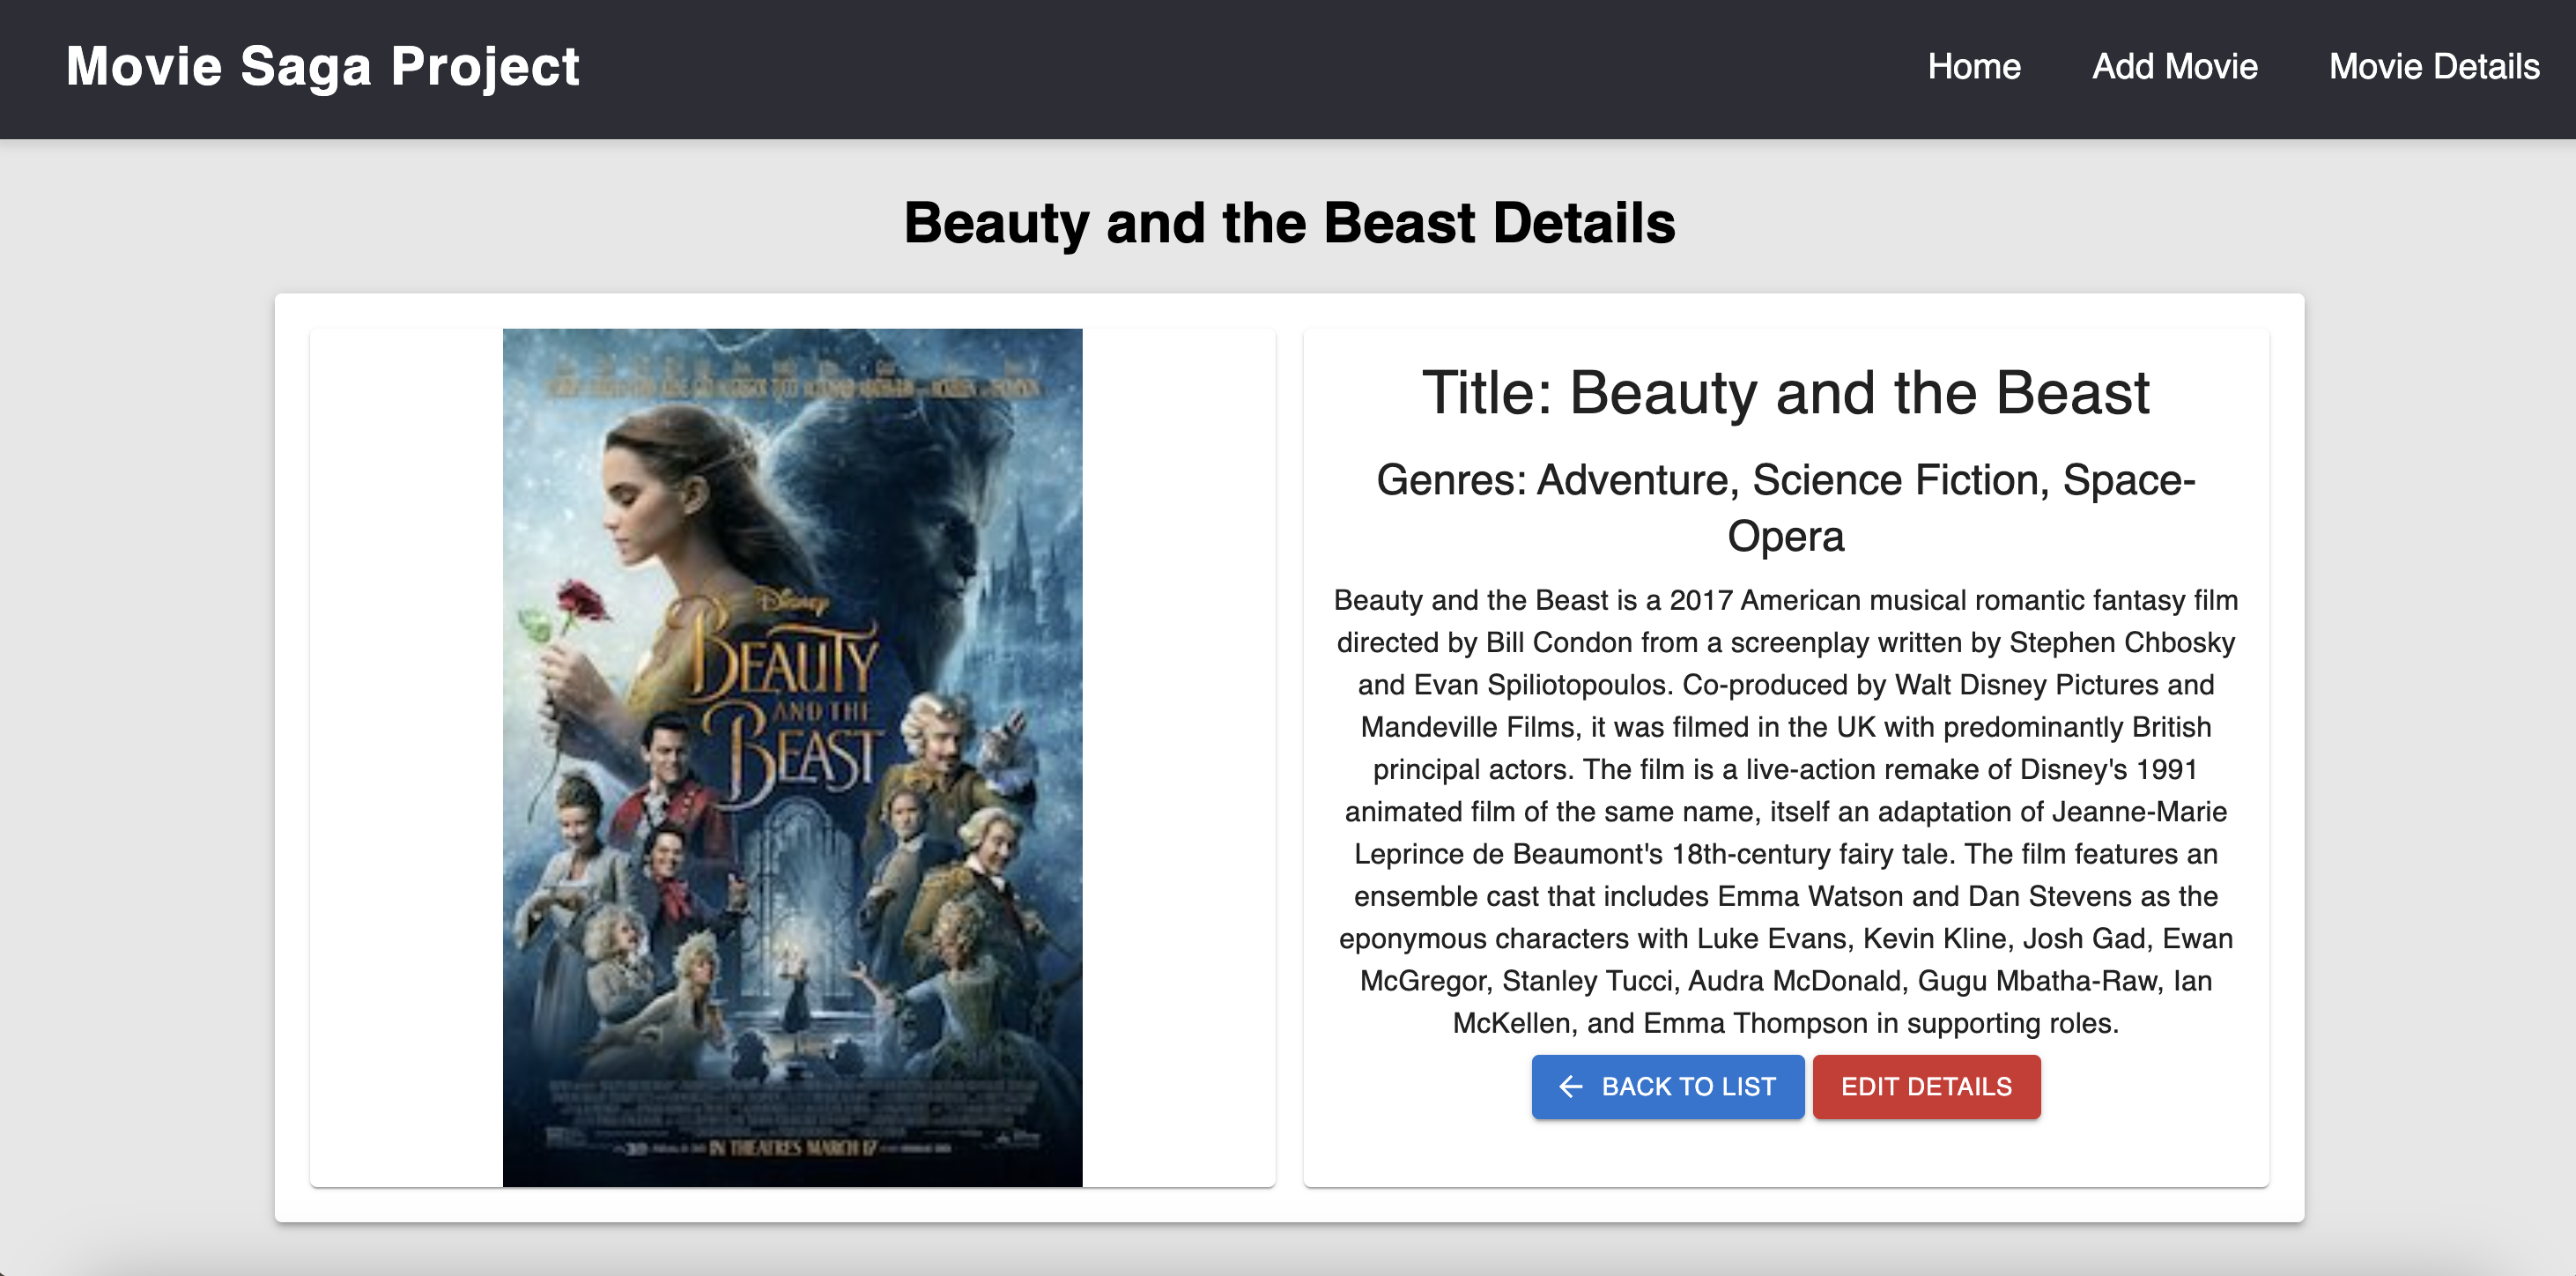 Movie Saga Project
Home
Add Movie
Movie Details
Beauty and the Beast Details
Disney
BEAUTY
AND THE
BEAST
IN THEATRES MARCH 17
Title: Beauty and the Beast
Genres: Adventure, Science Fiction, Space-
Opera
Beauty and the Beast is a 2017 American musical romantic fantasy film
directed by Bill Condon from a screenplay written by Stephen Chbosky
and Evan Spiliotopoulos. Co-produced by Walt Disney Pictures and
Mandeville Films, it was filmed in the UK with predominantly British
principal actors. The film is a live-action remake of Disney's 1991
animated film of the same name, itself an adaptation of Jeanne-Marie
Leprince de Beaumont's 18th-century fairy tale. The film features an
ensemble cast that includes Emma Watson and Dan Stevens as the
eponymous characters with Luke Evans, Kevin Kline, Josh Gad, Ewan
McGregor, Stanley Tucci, Audra McDonald, Gugu Mbatha-Raw, Ian
McKellen, and Emma Thompson in supporting roles.
BACK TO LIST
EDIT DETAILS